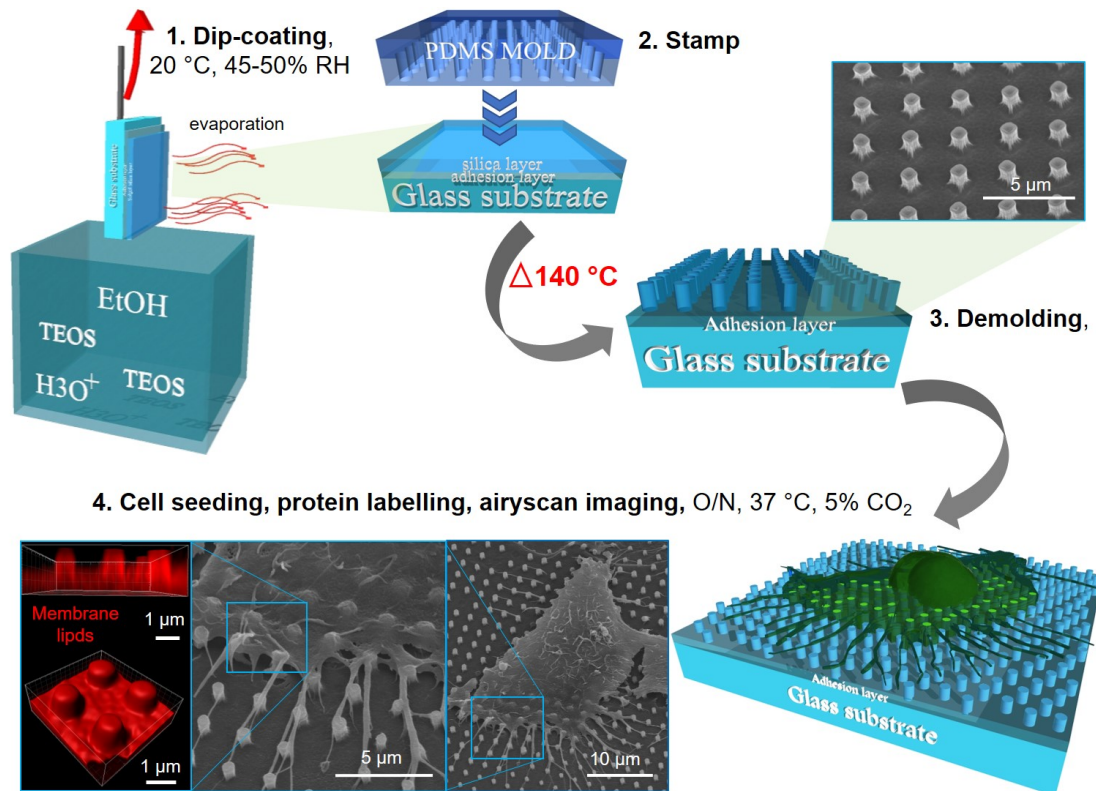 1. Dip-coating,
20 °C, 45-50% RH
evaporation
Glass substrate
EtOH
TEOS
H3O+
TEOS
PDMS MOLD
2. Stamp
silica layer
adhesion layer
Glass substrate
△140 °C
5 µm
Adhesion layer
Glass substrate
3. Demolding,
4. Cell seeding, protein labelling, airyscan imaging, O/N, 37 °C, 5% CO₂
Membrane
lipds
1 µm
1 µm
5 µm
10 µm
Adhesion layer
Glass substrate